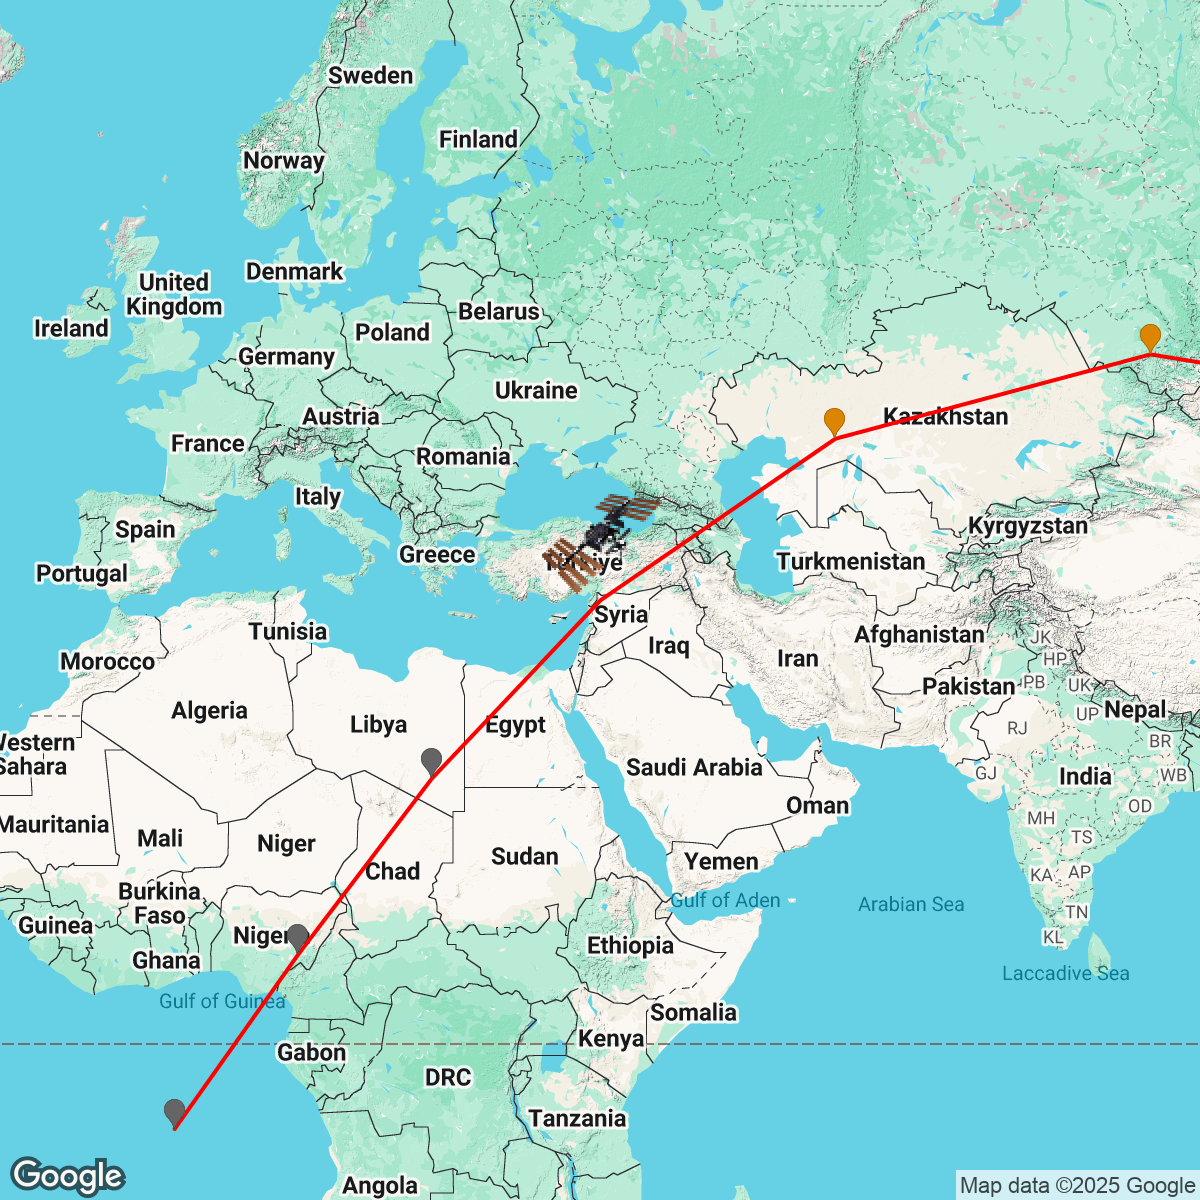 Sweden
Finland
Norway
Denmark
United
Kingdom
Ireland
Belarus
Poland
Germany
Ukraine
Austria
Kazakhstan
France
Romania
Italy
Spain
Kyrgyzstan
Greece
Türkiye
Turkmenistan
Portugal
Syria
Tunisia
Afghanistan
JK
Morocco
Iraq
Iran
HP
Pakistan
PB
UK
Algeria
Nepal
UP
Libya
Egypt
RJ
Western
Sahara
BR
Saudi Arabia
GJ
India
WB
Oman
OD
Mauritania
MH
Mali
Niger
TS
Sudan
Yemen
Chad
KA
AP
Burkina
Faso
Gulf of Aden
Arabian Sea
TN
Guinea
Niger
KL
Ghana
Ethiopia
Laccadive Sea
Gulf of Guinea
Somalia
Kenya
Gabon
DRC
Tanzania
Angola
Google
Map data ©2025 Google